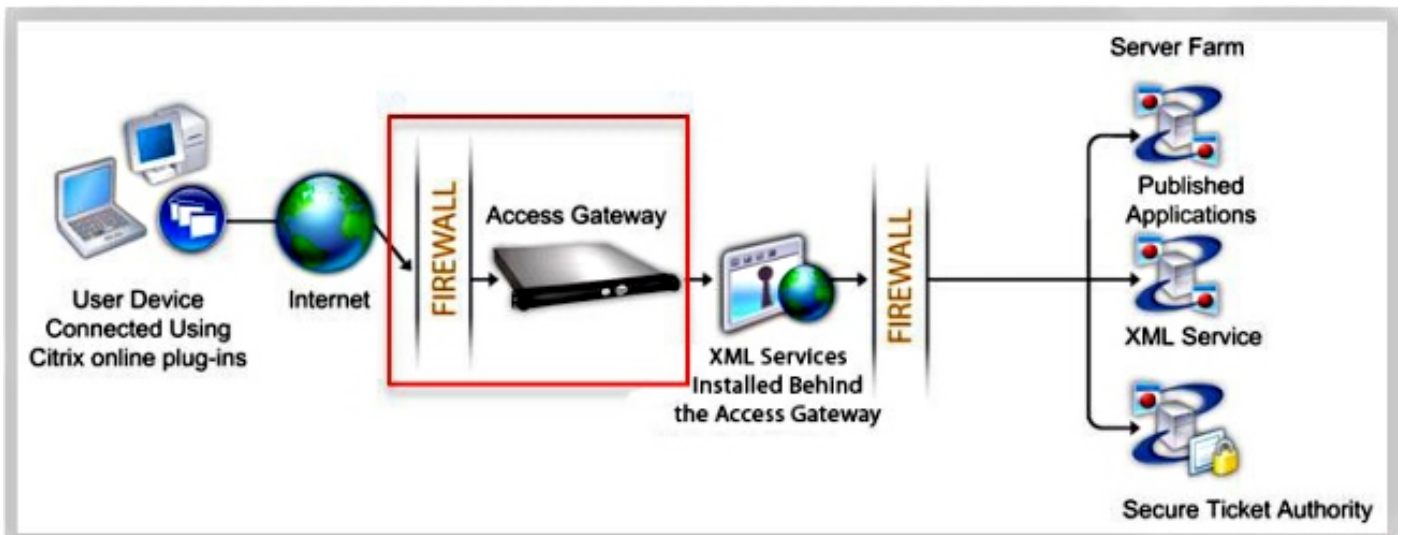 Server Farm
User Device
Connected Using
Citrix online plug-ins
Internet
FIREWALL
Access Gateway
XML Services
Installed Behind
the Access Gateway
FIREWALL
Published
Applications
XML Service
Secure Ticket Authority